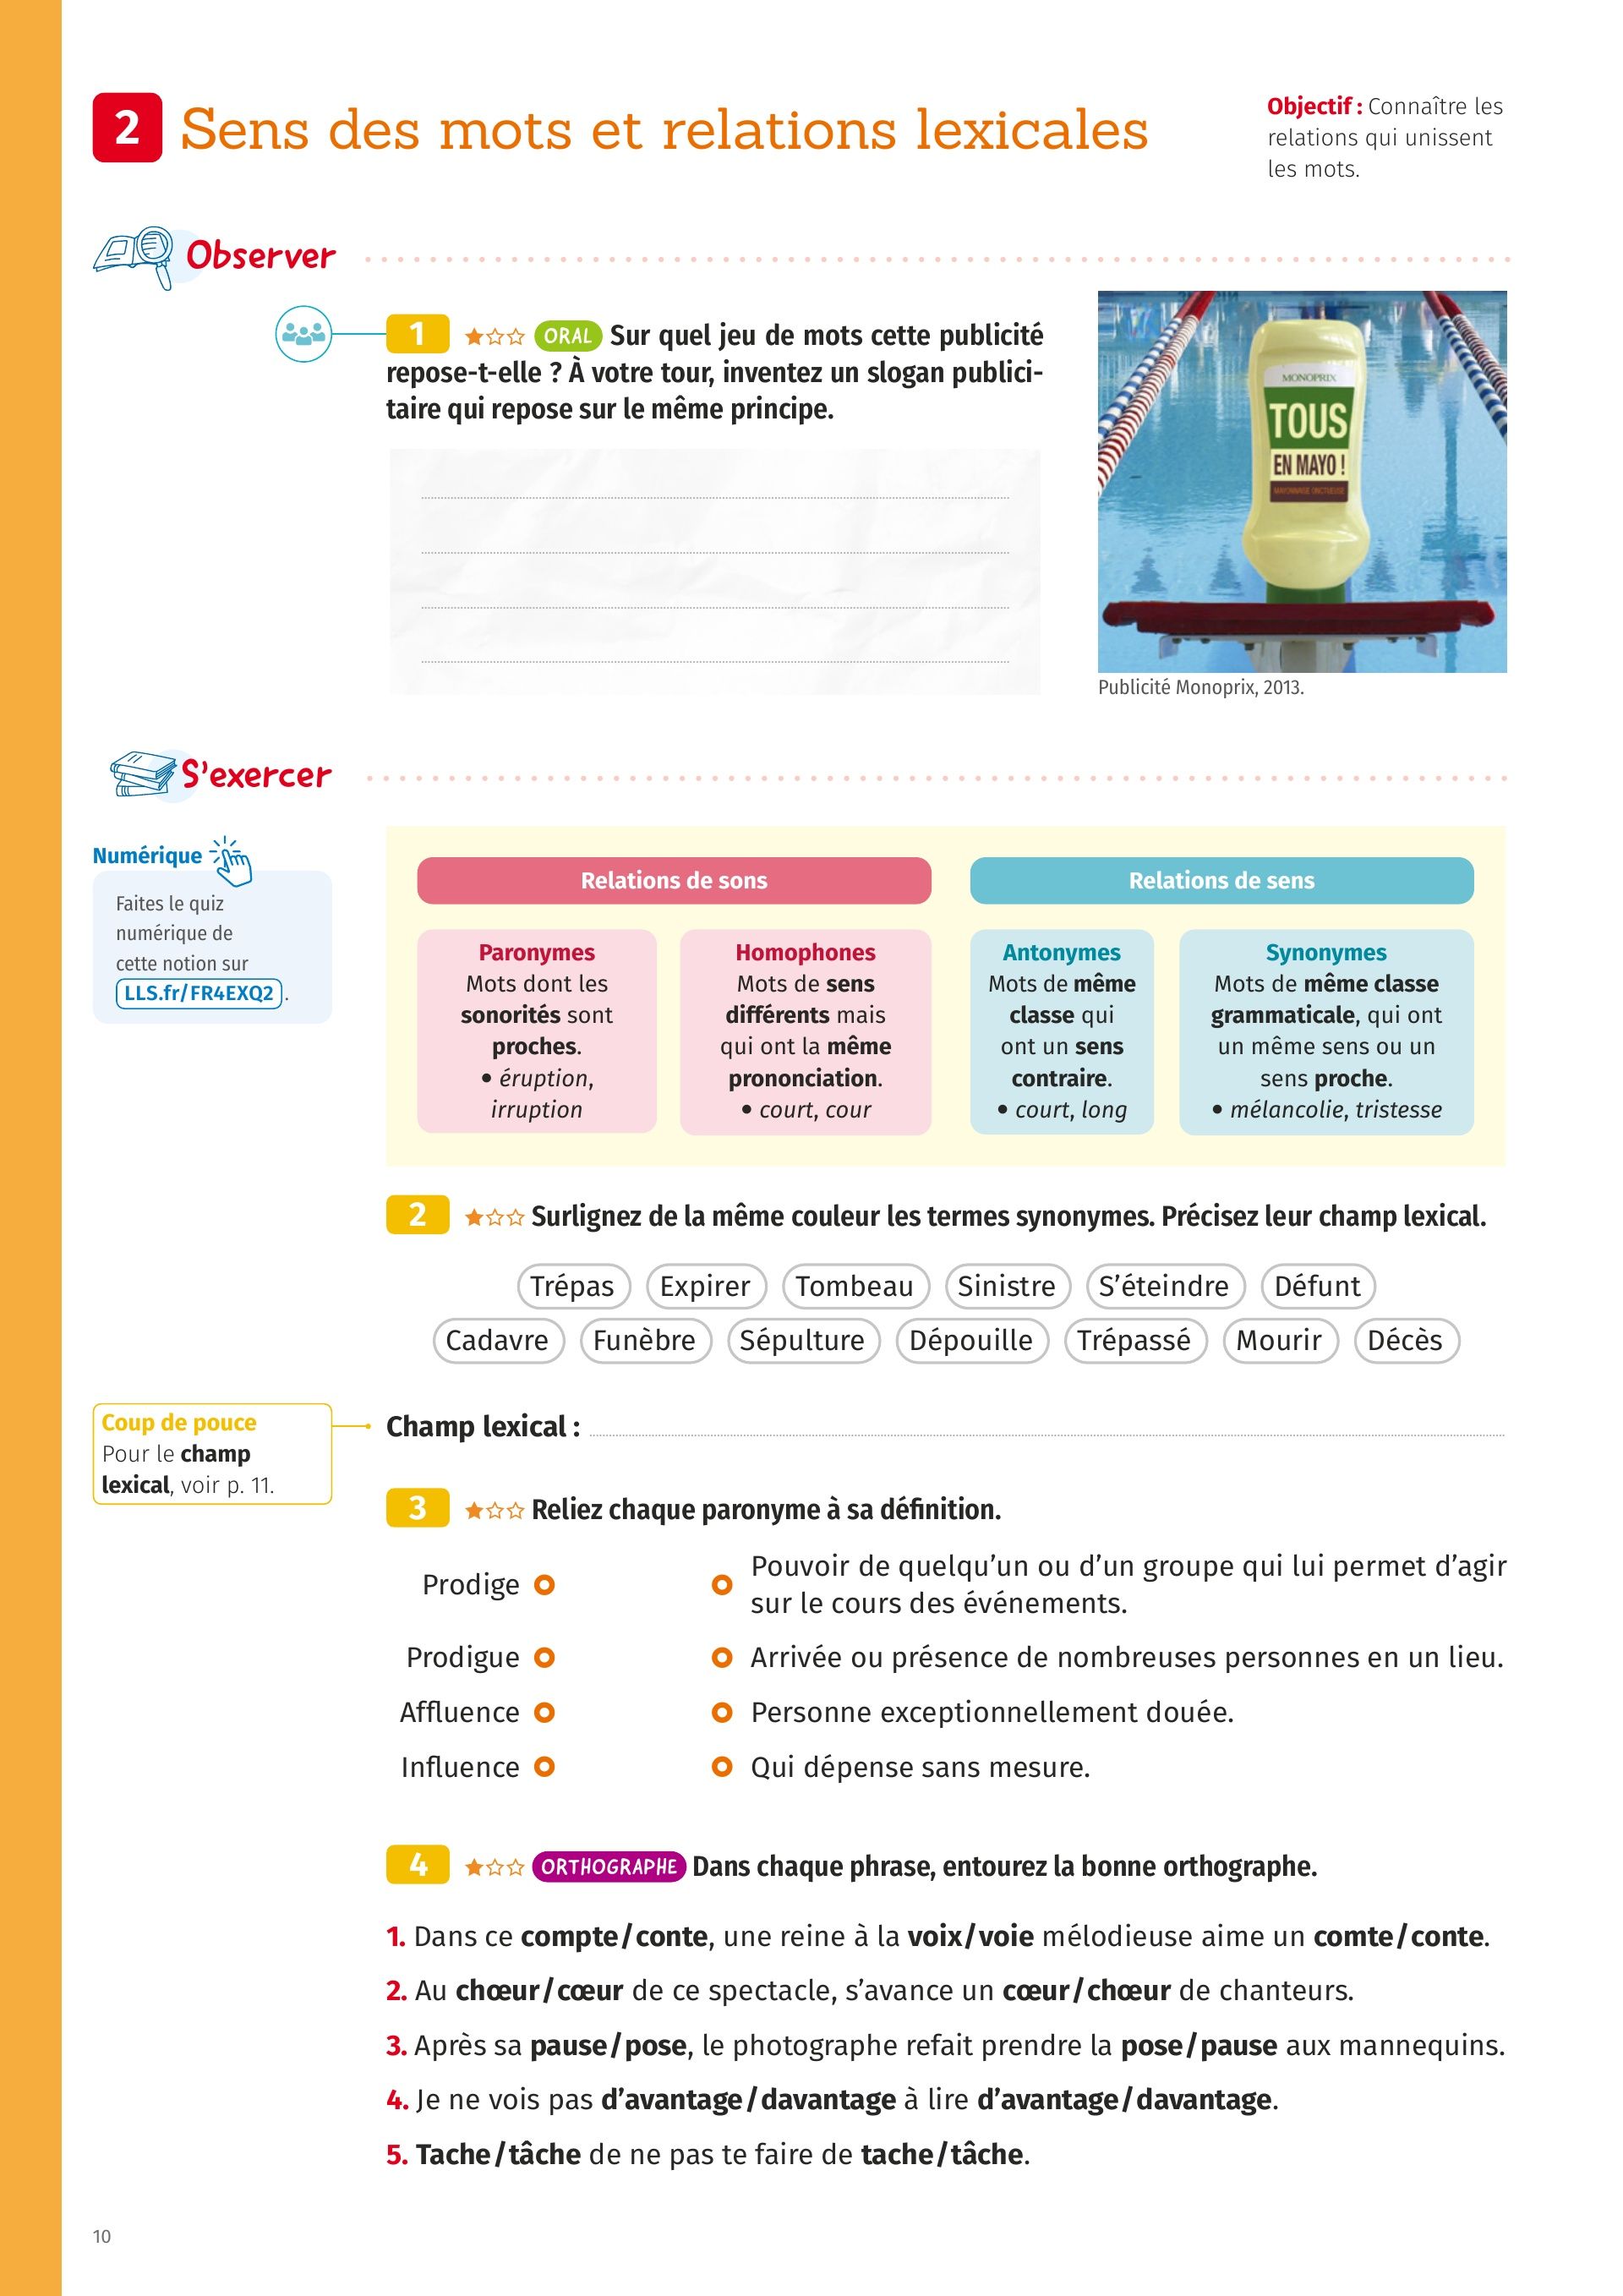 2 Sens des mots et relations lexicales
Objectif : Connaître les
relations qui unissent
les mots.
Observer
1 ORAL Sur quel jeu de mots cette publicité
repose-t-elle ? À votre tour, inventez un slogan publici-
taire qui repose sur le même principe.
MONOPRIX
TOUS
EN MAYO !
MAYONNAISE ONCTUEUSE
Publicité Monoprix, 2013.
S'exercer
Numérique
Faites le quiz
numérique de
cette notion sur
LLS.fr/FR4EXQ2.
Relations de sons
Paronymes
Mots dont les
sonorités sont
proches.
• éruption,
irruption
Homophones
Mots de sens
différents mais
qui ont la même
prononciation.
• court, cour
Relations de sens
Antonymes
Mots de même
classe qui
ont un sens
contraire.
• court, long
Synonymes
Mots de même classe
grammaticale, qui ont
un même sens ou un
sens proche.
• mélancolie, tristesse
2 Surlignez de la même couleur les termes synonymes. Précisez leur champ lexical.
Trépas Expirer Tombeau Sinistre S'éteindre Défunt
Cadavre Funèbre Sépulture Dépouille Trépassé Mourir Décès
Coup de pouce
Pour le champ
lexical, voir p. 11.
Champ lexical :
3 Reliez chaque paronyme à sa définition.
Prodige
Pouvoir de quelqu'un ou d'un groupe qui lui permet d'agir
sur le cours des événements.
Prodigue Arrivée ou présence de nombreuses personnes en un lieu.
Affluence Personne exceptionnellement douée.
Influence Qui dépense sans mesure.
4 ORTHOGRAPHE Dans chaque phrase, entourez la bonne orthographe.
1. Dans ce compte/conte, une reine à la voix/voie mélodieuse aime un comte/conte.
2. Au chœur/cœur de ce spectacle, s'avance un cœur/chœur de chanteurs.
3. Après sa pause/pose, le photographe refait prendre la pose/pause aux mannequins.
4. Je ne vois pas d'avantage/davantage à lire d'avantage/davantage.
5. Tache/tâche de ne pas te faire de tache/tâche.
10